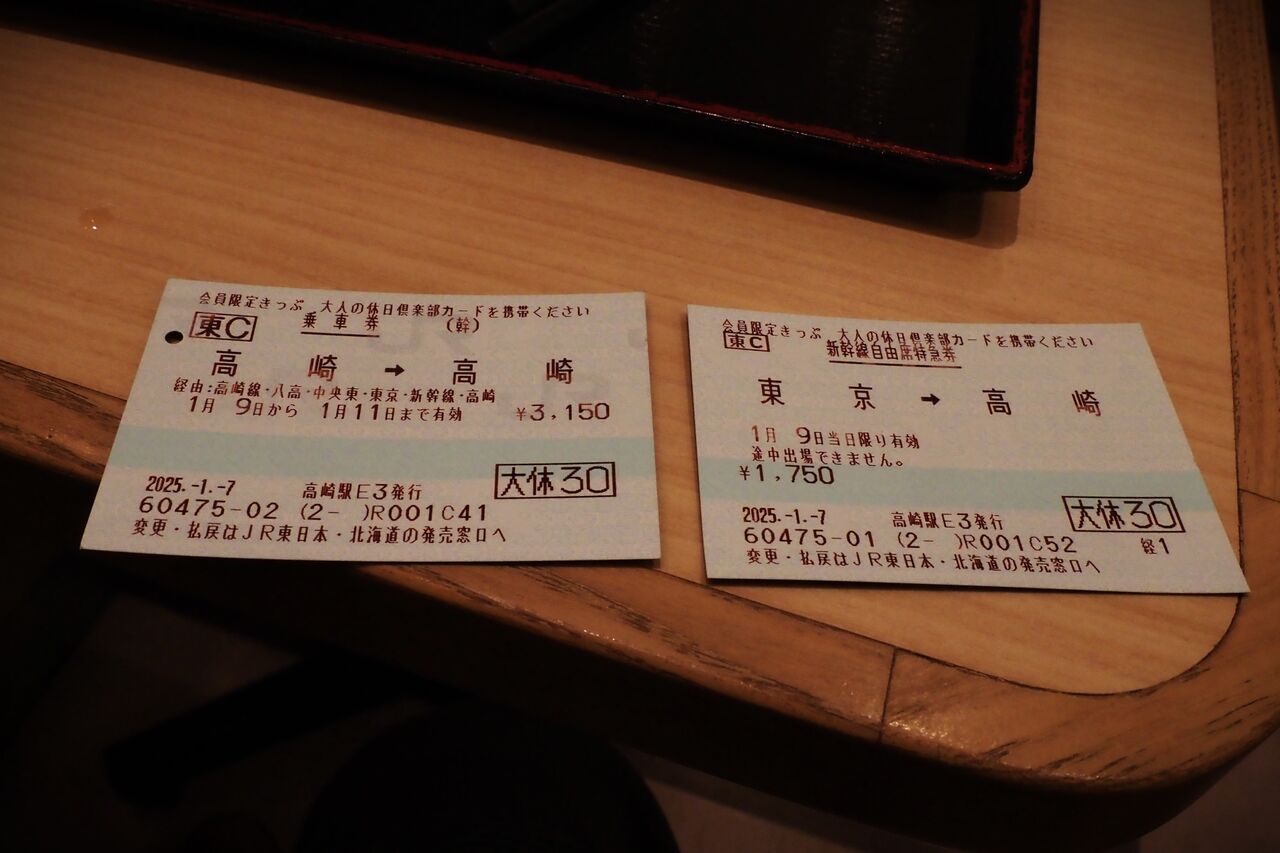 会員限定きっぷ 大人の休日倶楽部カードを携帯ください
東C 乗車券 (幹)
高崎 → 高崎
経由:高崎線・八高・中央東・東京・新幹線・高崎
1月 9日から 1月11日まで有効 ¥3,150
大休30
2025.-1.-7 高崎駅E3発行
60475-02 (2- )R001C41
変更・払戻はJR東日本・北海道の発売窓口へ
会員限定きっぷ 大人の休日倶楽部カードを携帯ください
東C 新幹線自由席特急券
東京 → 高崎
1月 9日当日限り有効
途中出場できません。
¥1,750
大休30
2025.-1.-7 高崎駅E3発行
60475-01 (2- )R001C52 経1
変更・払戻はJR東日本・北海道の発売窓口へ